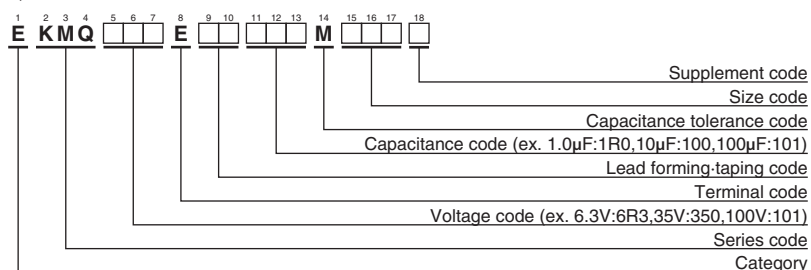 1 2 3 4 5 6 7 8 9 10 11 12 13 14 15 16 17 18
E KMQ □□□ E □□ □□□ M □□□ □
Supplement code
Size code
Capacitance tolerance code
Capacitance code (ex. 1.0μF:1R0,10μF:100,100μF:101)
Lead forming·taping code
Terminal code
Voltage code (ex. 6.3V:6R3,35V:350,100V:101)
Series code
Category